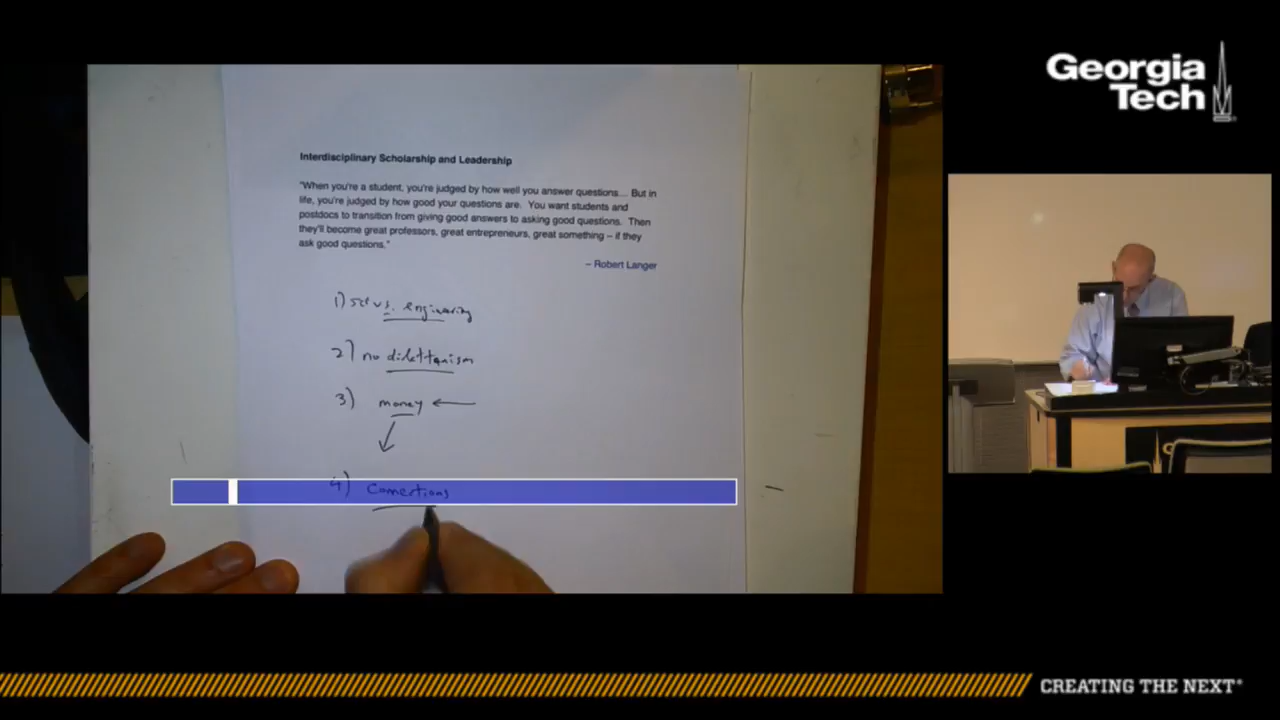 Georgia
Tech
Interdisciplinary Scholarship and Leadership
"When you're a student, you're judged by how well you answer questions.... But in
life, you're judged by how good your questions are. You want students and
postdocs to transition from giving good answers to asking good questions. Then
they'll become great professors, great entrepreneurs, great something – if they
ask good questions."
– Robert Langer
1) sci vs. engineering
2) no dilettanism
3) money
4) Connections
CREATING THE NEXT